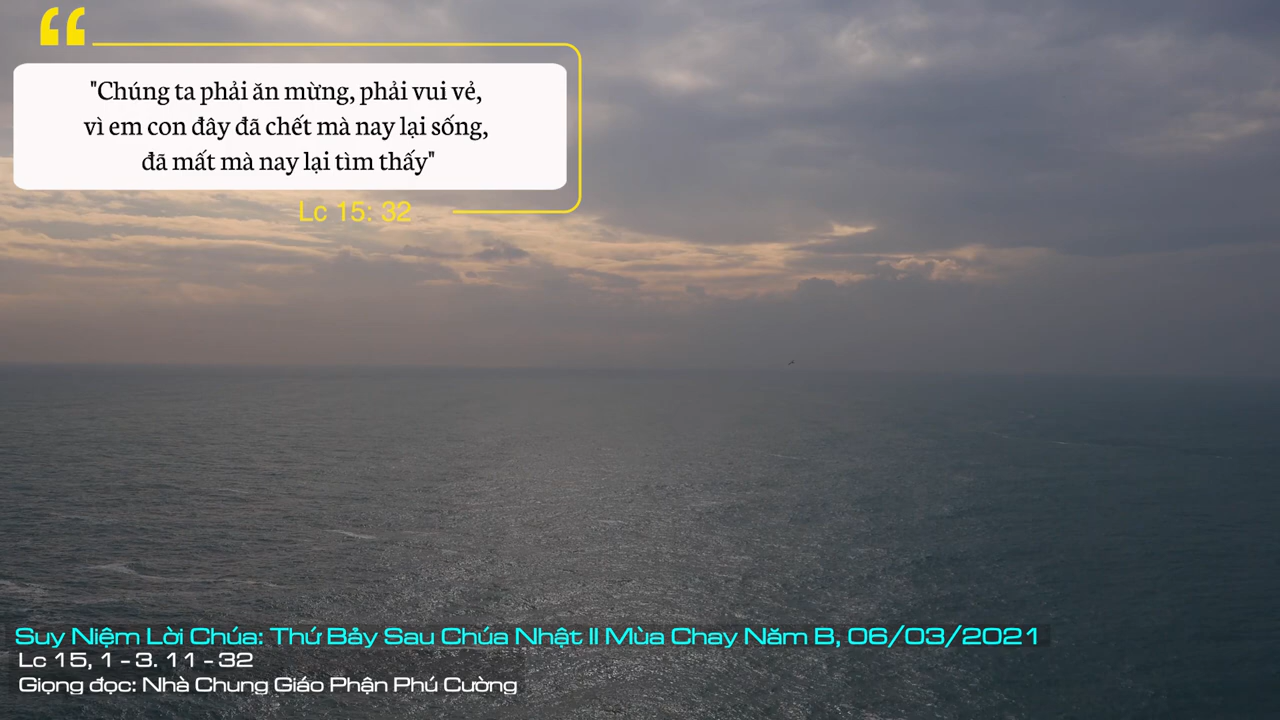 "Chúng ta phải ăn mừng, phải vui vẻ,
vì em con đây đã chết mà nay lại sống,
đã mất mà nay lại tìm thấy"
Lc 15: 32
Suy Niệm Lời Chúa: Thứ Bảy Sau Chúa Nhật II Mùa Chay Năm B, 06/03/2021
Lc 15, 1 - 3. 11 - 32
Giọng đọc: Nhà Chung Giáo Phận Phú Cường